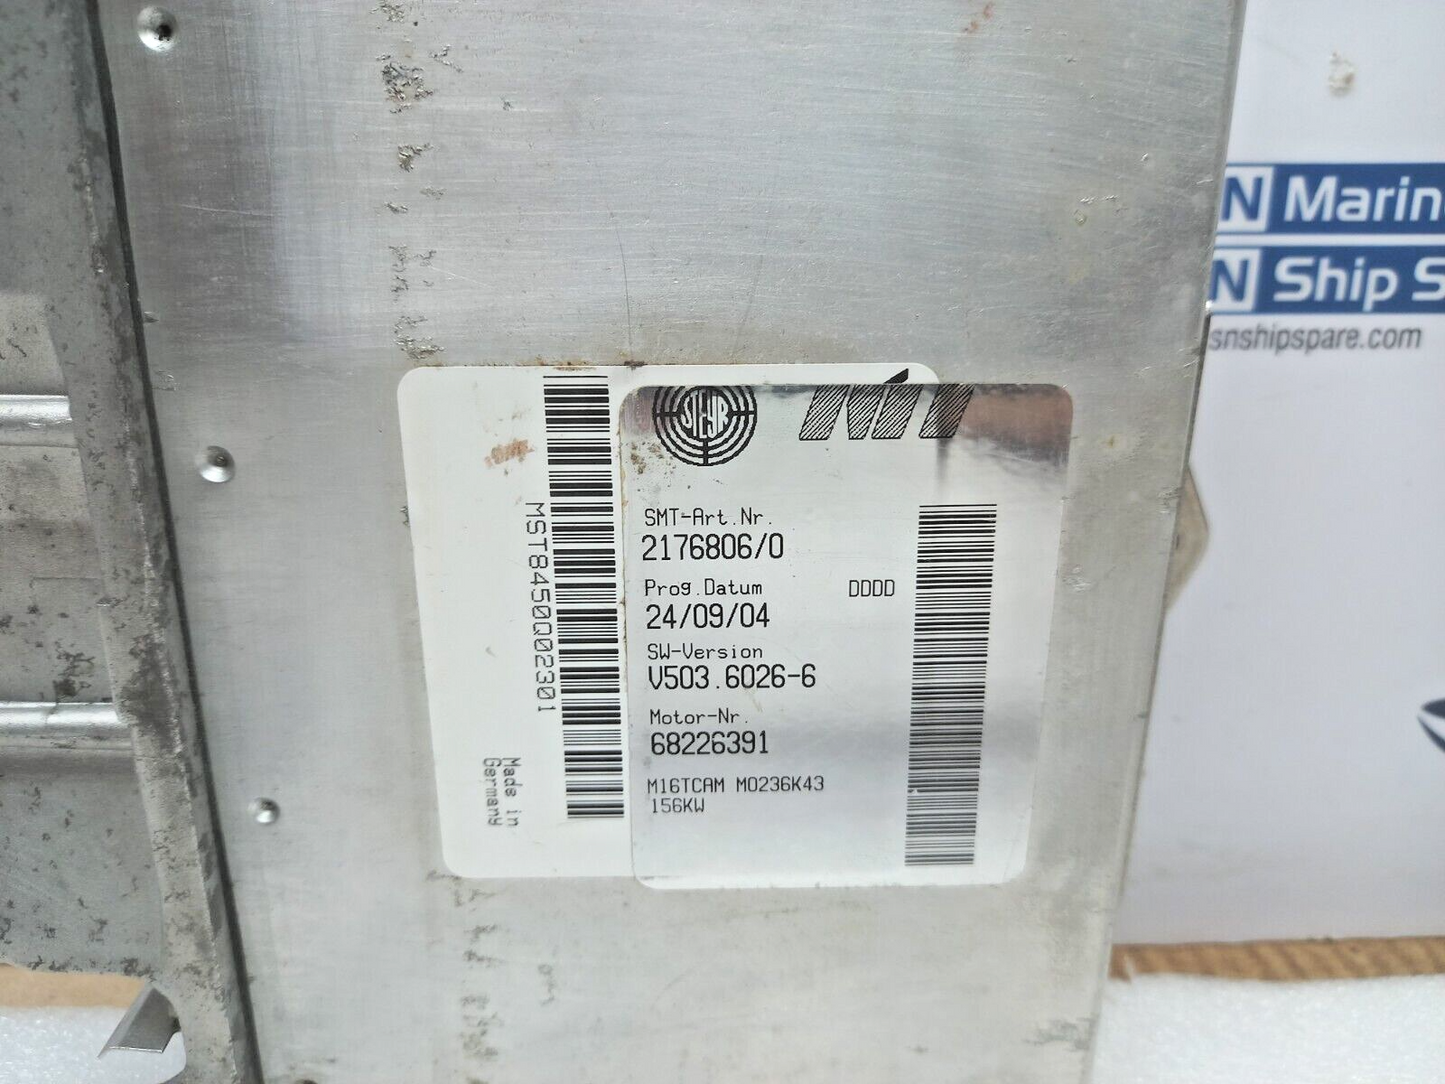 N Marin
N Ship S
snshipspare.com
MST8450Q02301
Made in
Germany
STEYR
SMT-Art.Nr.
2176806/0
Prog.Datum DDDD
24/09/04
SW-Version
V503.6026-6
Motor-Nr.
68226391
M16TCAM M0236K43
156KW